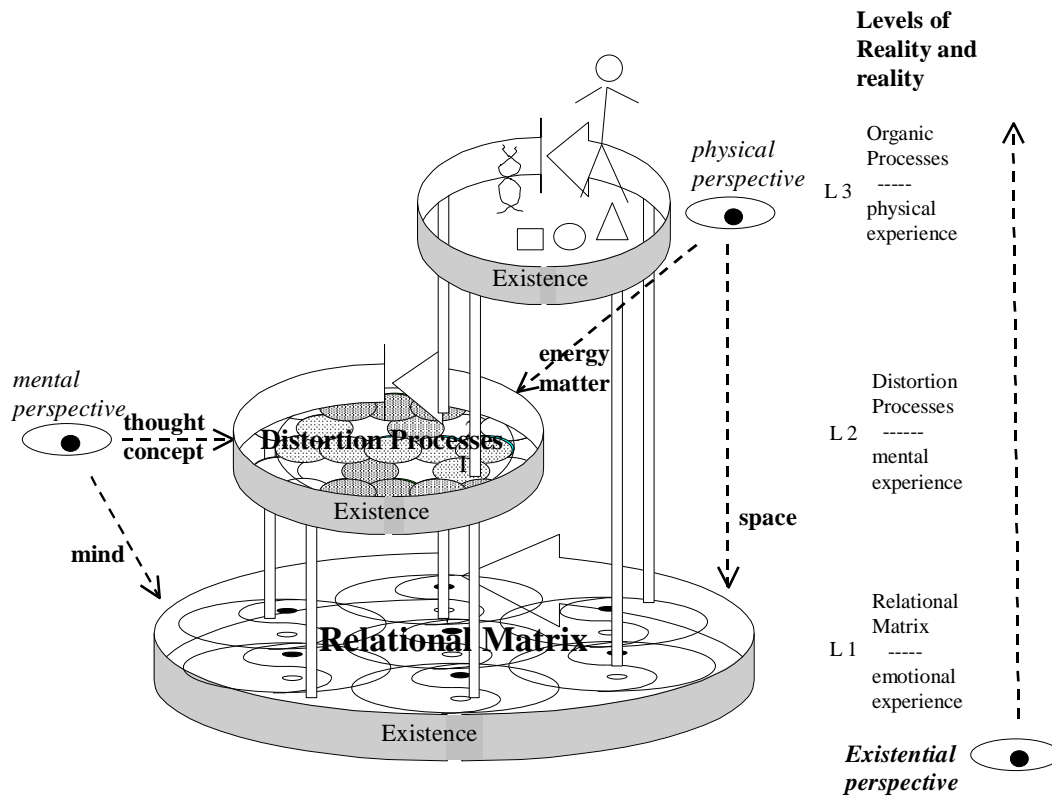 Levels of
Reality and
reality
Organic
Processes
-----
physical
experience
L 3
physical
perspective
Existence
energy
matter
mental
perspective
thought
concept
Distortion Processes
I
Existence
Distortion
Processes
------
mental
experience
L 2
space
mind
Relational Matrix
Existence
Relational
Matrix
-----
emotional
experience
L 1
Existential
perspective